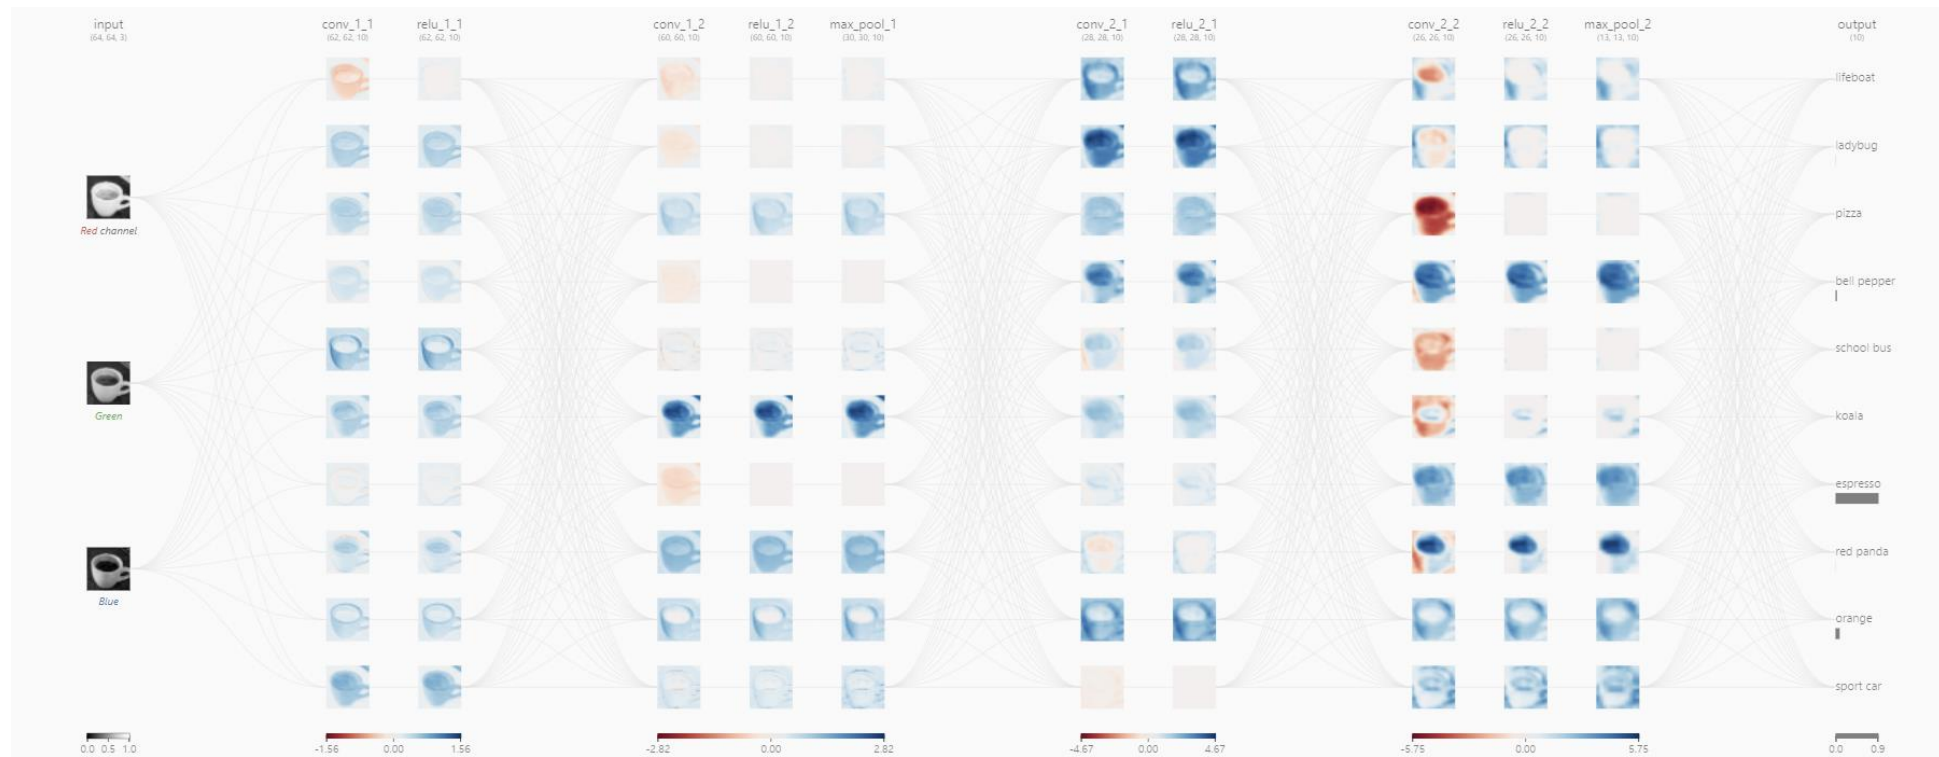 input conv_1_1 relu_1_1 conv_1_2 relu_1_2 max_pool_1 conv_2_1 relu_2_1 conv_2_2 relu_2_2 max_pool_2 output
(64, 64, 3) (62, 62, 10) (62, 62, 10) (60, 60, 10) (60, 60, 10) (30, 30, 10) (28, 28, 10) (28, 28, 10) (26, 26, 10) (26, 26, 10) (13, 13, 10) (10)
lifeboat
ladybug
pizza
Red channel
bell pepper
school bus
Green
koala
espresso
red panda
Blue
orange
sport car
0.0 0.5 1.0 -1.56 0.00 1.56 -2.82 0.00 2.82 -4.67 0.00 4.67 -5.75 0.00 5.75 0.0 0.9